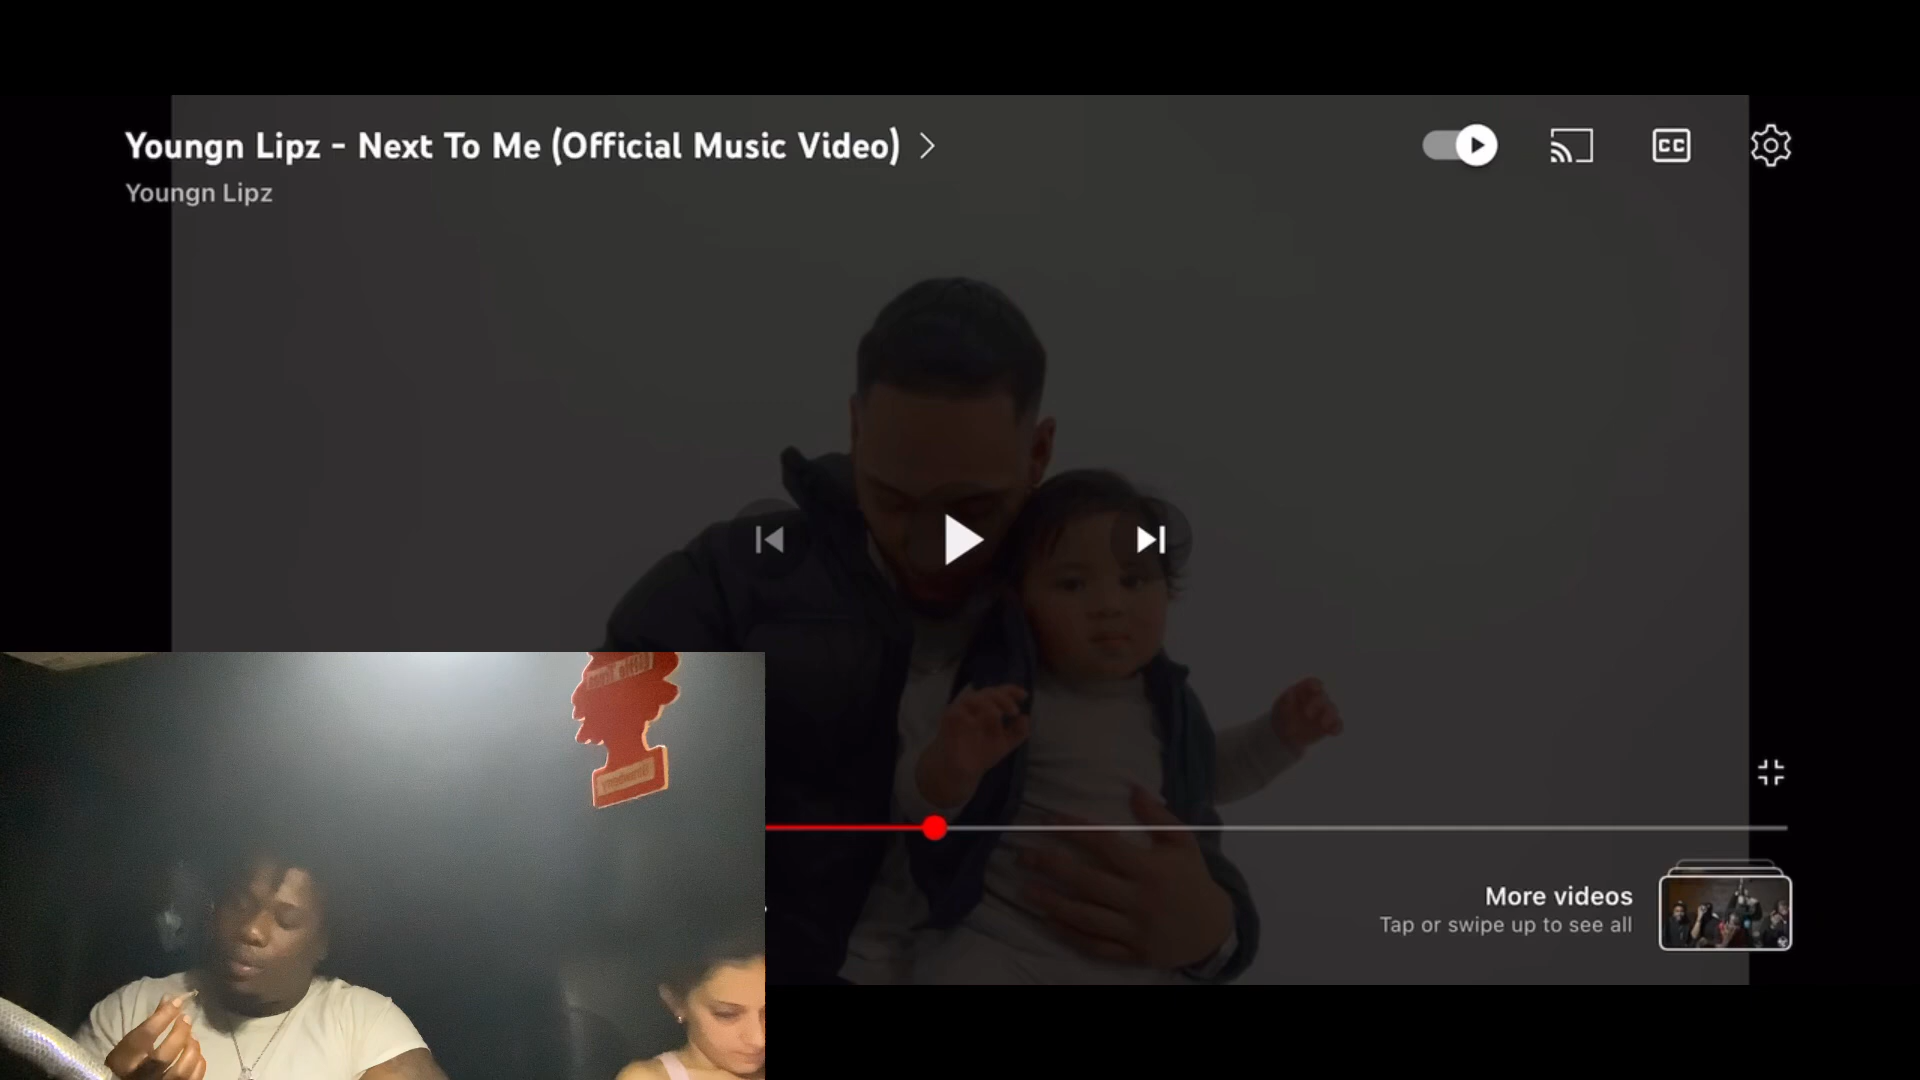 Youngn Lipz - Next To Me (Official Music Video)
Youngn Lipz
CC
More videos
Tap or swipe up to see all